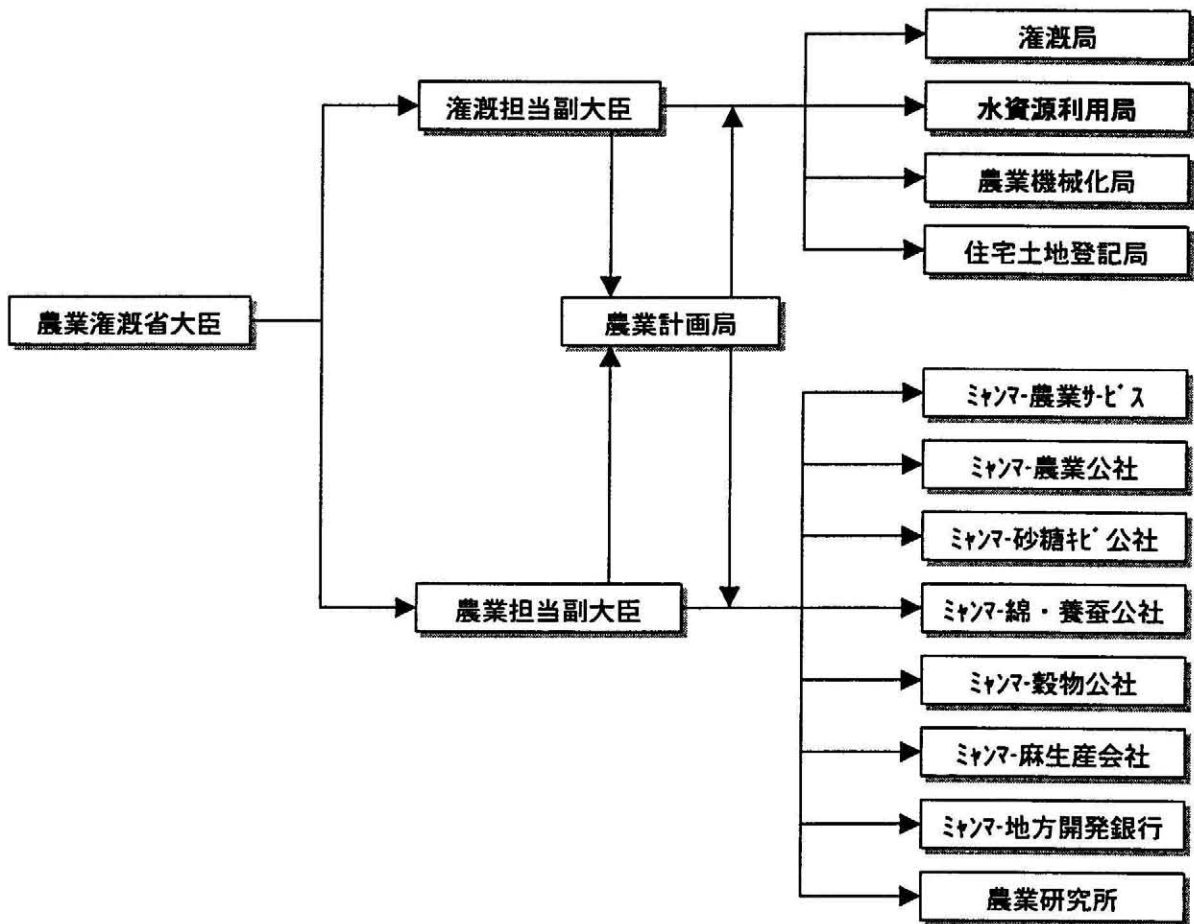 灌漑局
灌漑担当副大臣
水資源利用局
農業機械化局
住宅土地登記局
農業灌漑省大臣
農業計画局
ﾐｬﾝﾏｰ農業ｻｰﾋﾞｽ
ﾐｬﾝﾏｰ農業公社
ﾐｬﾝﾏｰ砂糖ｷﾋﾞ公社
農業担当副大臣
ﾐｬﾝﾏｰ綿・養蚕公社
ﾐｬﾝﾏｰ穀物公社
ﾐｬﾝﾏｰ麻生産会社
ﾐｬﾝﾏｰ地方開発銀行
農業研究所